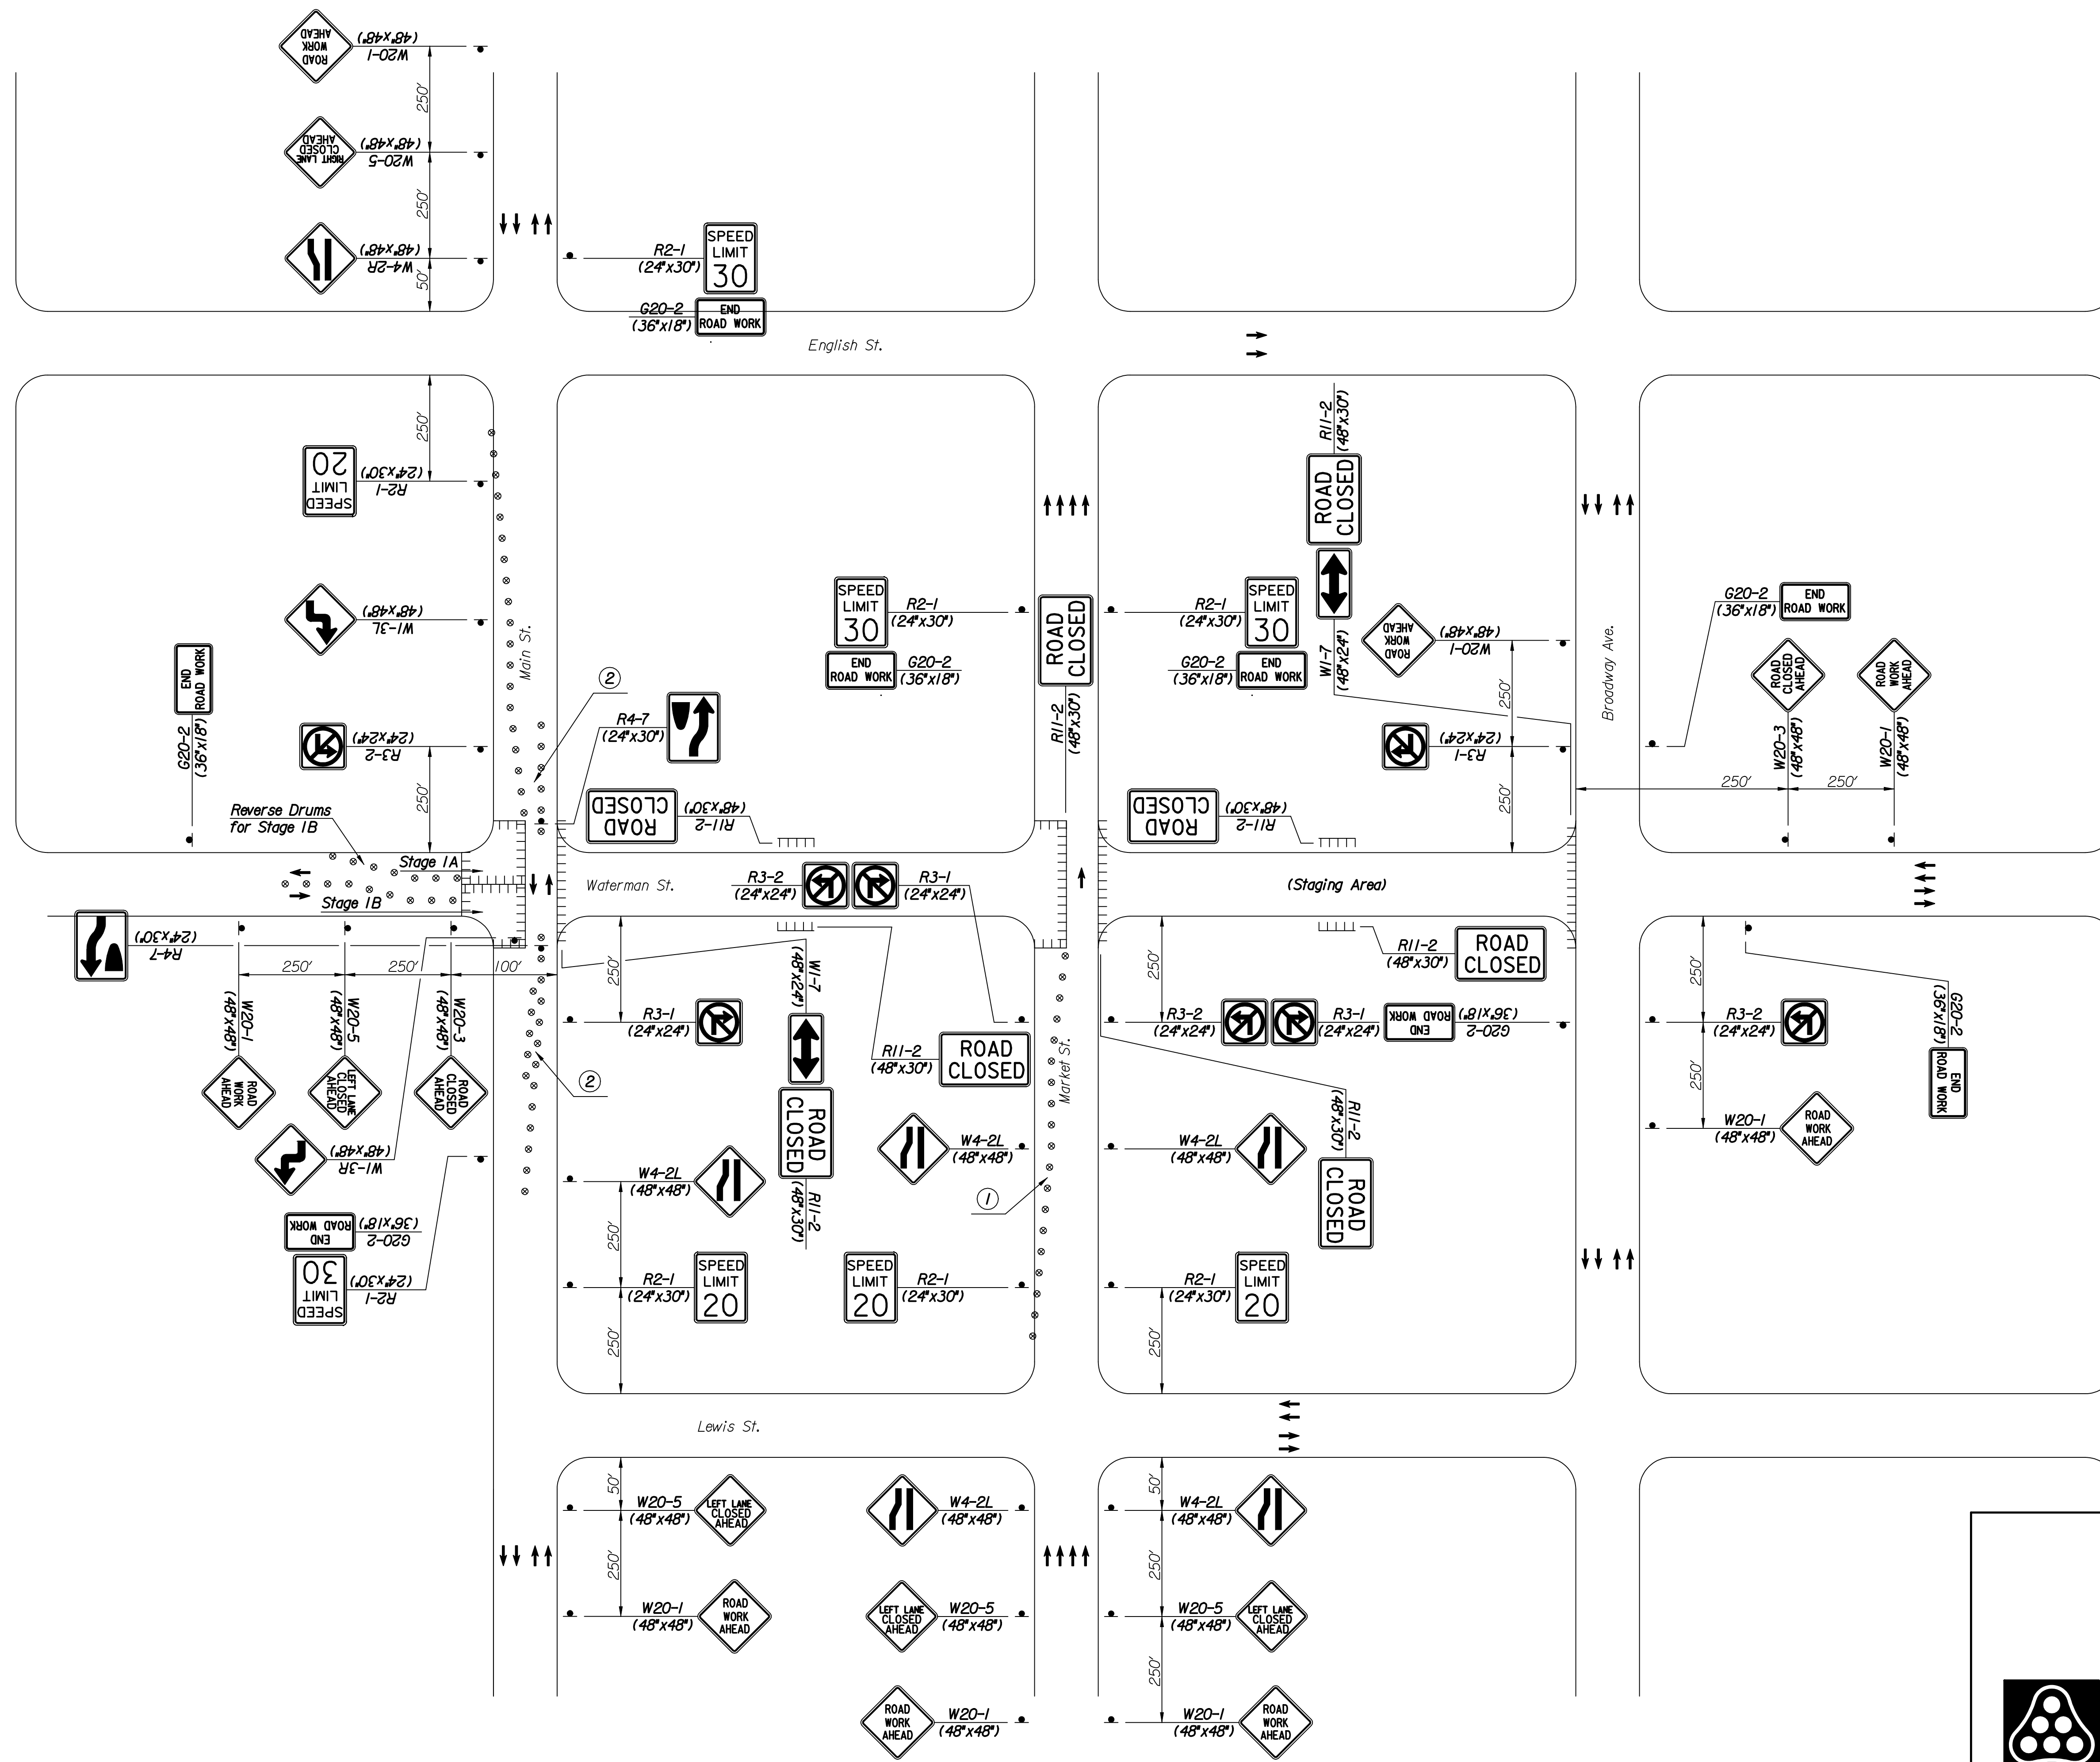 ROAD
WORK
AHEAD
W20-1
(48"x48")
250'
RIGHT LANE
CLOSED
AHEAD
W20-5
(48"x48")
250'
W4-2R
(48"x48")
50'
R2-1
(24"x30")
SPEED
LIMIT
30
G20-2
(36"x18")
END
ROAD WORK
English St.
250'
SPEED
LIMIT
20
R2-1
(24"x30")
W1-3L
(48"x48")
Main St.
END
ROAD WORK
G20-2
(36"x18")
R3-2
(24"x24")
250'
Reverse Drums
for Stage 1B
Stage 1A
Stage 1B
2
R4-7
(24"x30")
ROAD
CLOSED
R11-2
(48"x30")
SPEED
LIMIT
30
R2-1
(24"x30")
END
ROAD WORK
G20-2
(36"x18")
ROAD
CLOSED
R11-2
(48"x30")
R11-2
(48"x30")
ROAD
CLOSED
W1-7
(48"x24")
R2-1
(24"x30")
SPEED
LIMIT
30
G20-2
(36"x18")
END
ROAD WORK
ROAD
WORK
AHEAD
W20-1
(48"x48")
250'
R3-1
(24"x24")
250'
ROAD
CLOSED
R11-2
(48"x30")
Broadway Ave.
G20-2
(36"x18")
END
ROAD WORK
ROAD
CLOSED
AHEAD
W20-3
(48"x48")
ROAD
WORK
AHEAD
W20-1
(48"x48")
250'
250'
Waterman St.
R3-2
(24"x24")
R3-1
(24"x24")
(Staging Area)
R4-7
(24"x30")
250'
250'
100'
W20-1
(48"x48")
W20-5
(48"x48")
W20-3
(48"x48")
ROAD
WORK
AHEAD
LEFT LANE
CLOSED
AHEAD
ROAD
CLOSED
AHEAD
W1-3R
(48"x48")
END
ROAD WORK
G20-2
(36"x18")
SPEED
LIMIT
30
R2-1
(24"x30")
2
250'
R3-1
(24"x24")
W1-7
(48"x24")
ROAD
CLOSED
R11-2
(48"x30")
R11-2
(48"x30")
ROAD
CLOSED
Market St.
W4-2L
(48"x48")
W4-2L
(48"x48")
1
250'
R2-1
(24"x30")
SPEED
LIMIT
20
SPEED
LIMIT
20
R2-1
(24"x30")
250'
250'
R11-2
(48"x30")
ROAD
CLOSED
R3-2
(24"x24")
R3-1
(24"x24")
END
ROAD WORK
G20-2
(36"x18")
R11-2
(48"x30")
ROAD
CLOSED
W4-2L
(48"x48")
R2-1
(24"x30")
SPEED
LIMIT
20
250'
250'
R3-2
(24"x24")
250'
W20-1
(48"x48")
ROAD
WORK
AHEAD
G20-2
(36"x18")
END
ROAD WORK
Lewis St.
50'
W20-5
(48"x48")
LEFT LANE
CLOSED
AHEAD
250'
W20-1
(48"x48")
ROAD
WORK
AHEAD
W4-2L
(48"x48")
LEFT LANE
CLOSED
AHEAD
W20-5
(48"x48")
ROAD
WORK
AHEAD
W20-1
(48"x48")
50'
W4-2L
(48"x48")
250'
W20-5
(48"x48")
LEFT LANE
CLOSED
AHEAD
250'
W20-1
(48"x48")
ROAD
WORK
AHEAD